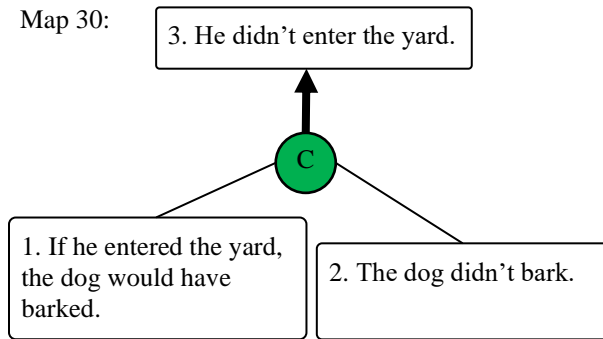 Map 30:
3. He didn’t enter the yard.
C
1. If he entered the yard,
the dog would have
barked.
2. The dog didn’t bark.